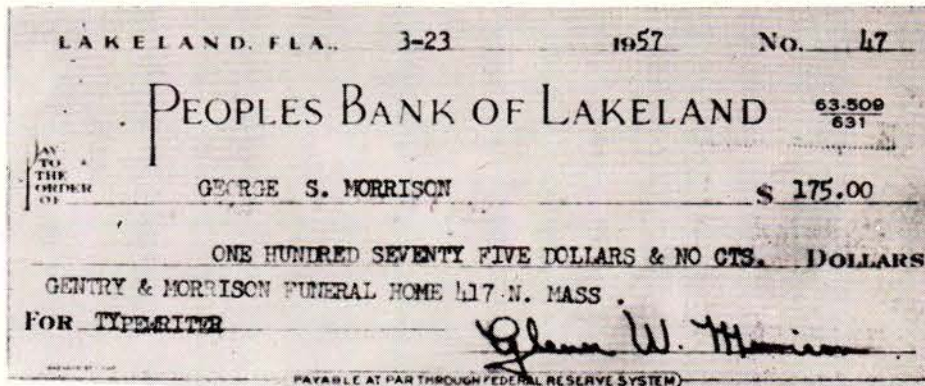 LAKELAND, FLA.. 3-23 1957 No. 47
PEOPLES BANK OF LAKELAND 63-509
631
PAY
TO
THE
ORDER
OF GEORGE S. MORRISON $ 175.00
ONE HUNDRED SEVENTY FIVE DOLLARS & NO CTS. DOLLARS
GENTRY & MORRISON FUNERAL HOME 417 N. MASS .
FOR TYPEWRITER Glenn W. Morrison
PAYABLE AT PAR THROUGH FEDERAL RESERVE SYSTEM